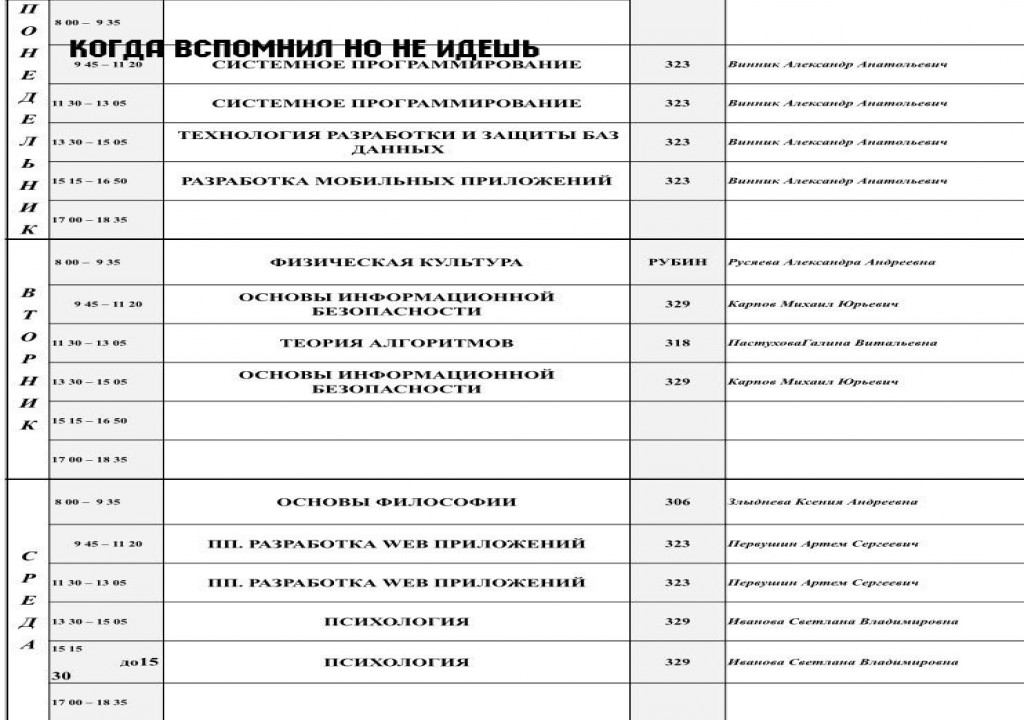 ПОНЕДЕЛЬНИК
8 00 – 9 35
КОГДА ВСПОМНИЛ НО НЕ ИДЕШЬ
9 45 – 11 20 СИСТЕМНОЕ ПРОГРАММИРОВАНИЕ 323 Винник Александр Анатольевич
11 30 – 13 05 СИСТЕМНОЕ ПРОГРАММИРОВАНИЕ 323 Винник Александр Анатольевич
13 30 – 15 05 ТЕХНОЛОГИЯ РАЗРАБОТКИ И ЗАЩИТЫ БАЗ 323 Винник Александр Анатольевич
ДАННЫХ
15 15 – 16 50 РАЗРАБОТКА МОБИЛЬНЫХ ПРИЛОЖЕНИЙ 323 Винник Александр Анатольевич
17 00 – 18 35
ВТОРНИК
8 00 – 9 35 ФИЗИЧЕСКАЯ КУЛЬТУРА РУБИН Русяева Александра Андреевна
9 45 – 11 20 ОСНОВЫ ИНФОРМАЦИОННОЙ 329 Карпов Михаил Юрьевич
БЕЗОПАСНОСТИ
11 30 – 13 05 ТЕОРИЯ АЛГОРИТМОВ 318 ПастуховаГалина Витальевна
13 30 – 15 05 ОСНОВЫ ИНФОРМАЦИОННОЙ 329 Карпов Михаил Юрьевич
БЕЗОПАСНОСТИ
15 15 – 16 50
17 00 – 18 35
СРЕДА
8 00 – 9 35 ОСНОВЫ ФИЛОСОФИИ 306 Злыднева Ксения Андреевна
9 45 – 11 20 ПП. РАЗРАБОТКА WEB ПРИЛОЖЕНИЙ 323 Первушин Артем Сергеевич
11 30 – 13 05 ПП. РАЗРАБОТКА WEB ПРИЛОЖЕНИЙ 323 Первушин Артем Сергеевич
13 30 – 15 05 ПСИХОЛОГИЯ 329 Иванова Светлана Владимировна
15 15
до15 ПСИХОЛОГИЯ 329 Иванова Светлана Владимировна
30
17 00 – 18 35